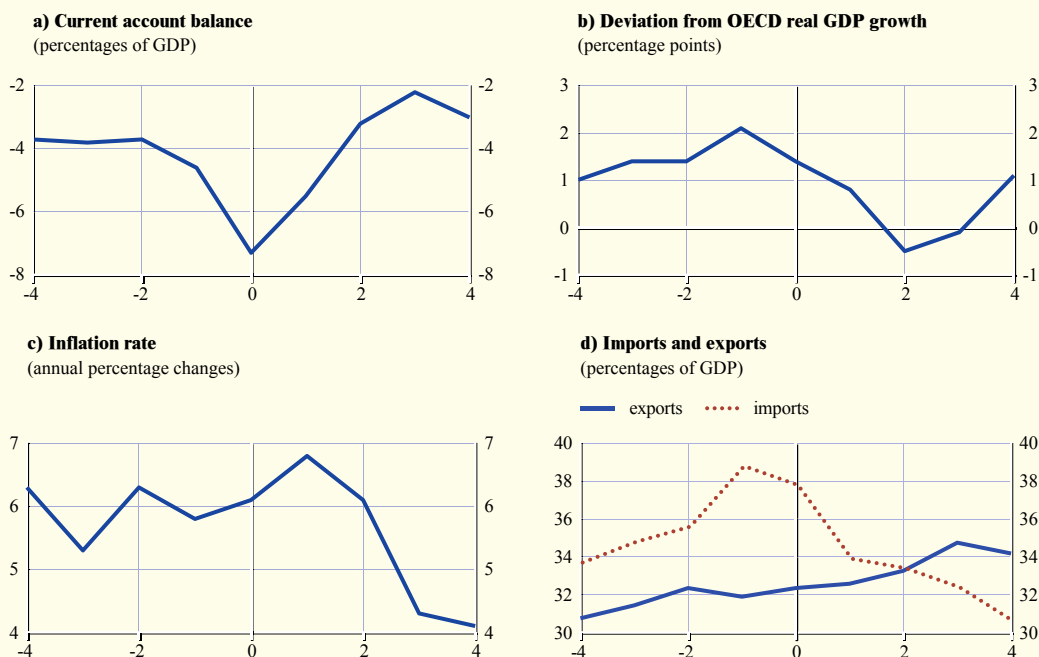 a) Current account balance
(percentages of GDP)
-2 -2
-4 -4
-6 -6
-8 -8
-4 -2 0 2 4
b) Deviation from OECD real GDP growth
(percentage points)
3 3
2 2
1 1
0 0
-1 -1
-4 -2 0 2 4
c) Inflation rate
(annual percentage changes)
7 7
6 6
5 5
4 4
-4 -2 0 2 4
d) Imports and exports
(percentages of GDP)
exports imports
40 40
38 38
36 36
34 34
32 32
30 30
-4 -2 0 2 4